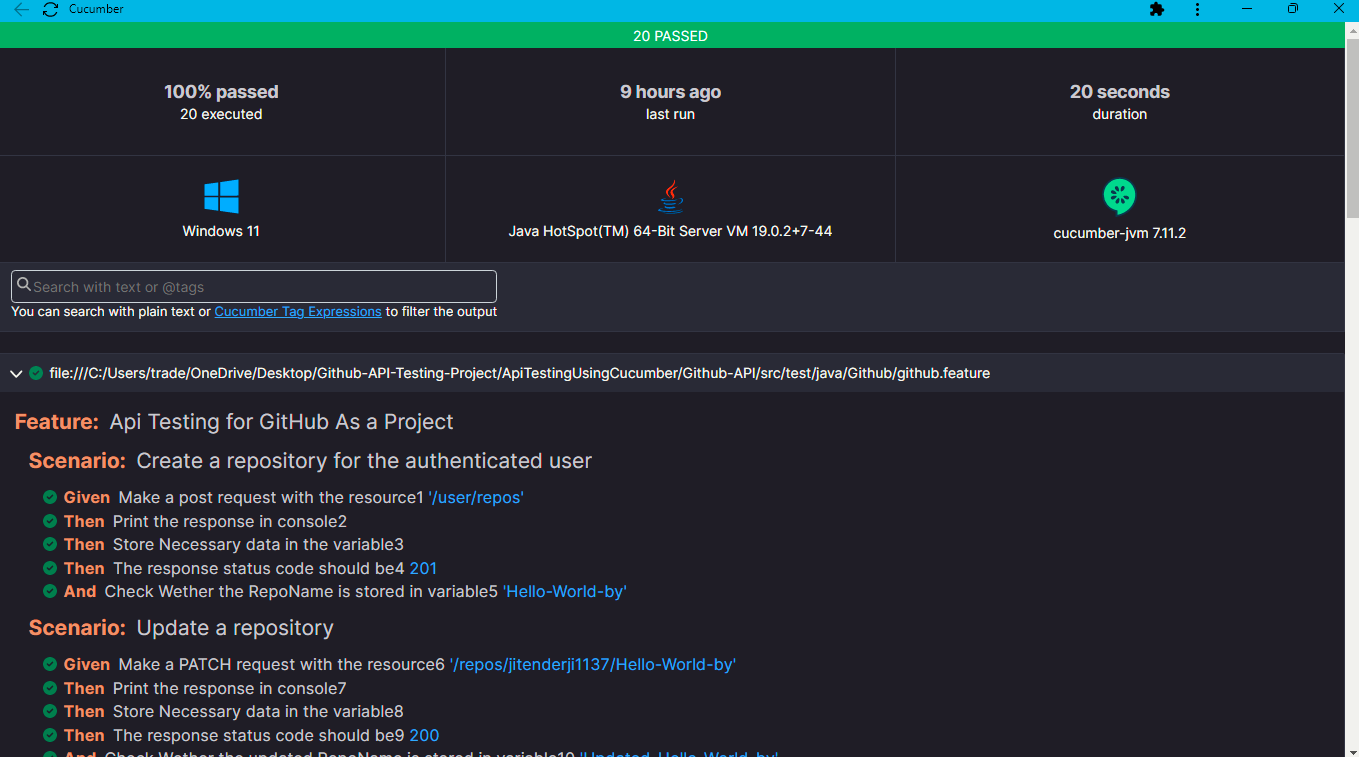 Cucumber
20 PASSED
100% passed
20 executed
9 hours ago
last run
20 seconds
duration
Windows 11
Java HotSpot(TM) 64-Bit Server VM 19.0.2+7-44
cucumber-jvm 7.11.2
Search with text or @tags
You can search with plain text or Cucumber Tag Expressions to filter the output
file:///C:/Users/trade/OneDrive/Desktop/Github-API-Testing-Project/ApiTestingUsingCucumber/Github-API/src/test/java/Github/github.feature
Feature: Api Testing for GitHub As a Project
Scenario: Create a repository for the authenticated user
Given Make a post request with the resource1 '/user/repos'
Then Print the response in console2
Then Store Necessary data in the variable3
Then The response status code should be4 201
And Check Wether the RepoName is stored in variable5 'Hello-World-by'
Scenario: Update a repository
Given Make a PATCH request with the resource6 '/repos/jitenderji1137/Hello-World-by'
Then Print the response in console7
Then Store Necessary data in the variable8
Then The response status code should be9 200
And Check Wether the updated RepoName is stored in variable10 'Updated-Hello-World-by'